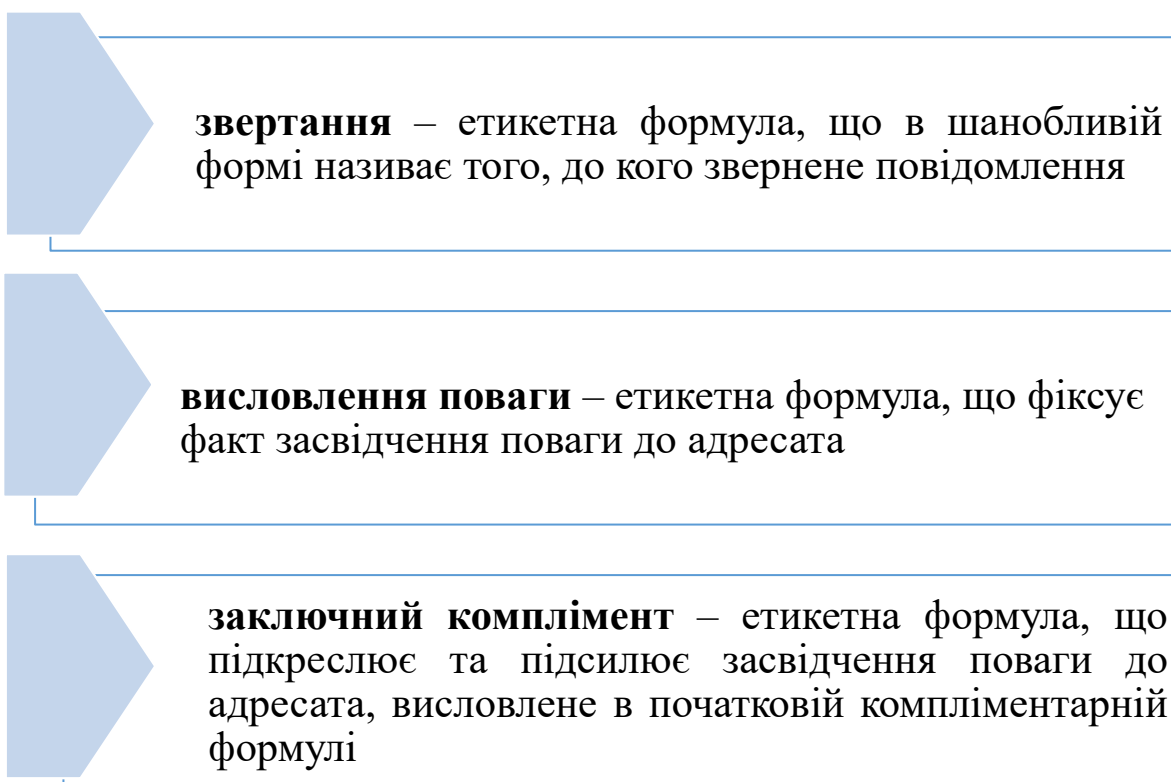 звертання – етикетна формула, що в шанобливій
формі називає того, до кого звернене повідомлення
висловлення поваги – етикетна формула, що фіксує
факт засвідчення поваги до адресата
заключний комплімент – етикетна формула, що
підкреслює та підсилює засвідчення поваги до
адресата, висловлене в початковій компліментарній
формулі